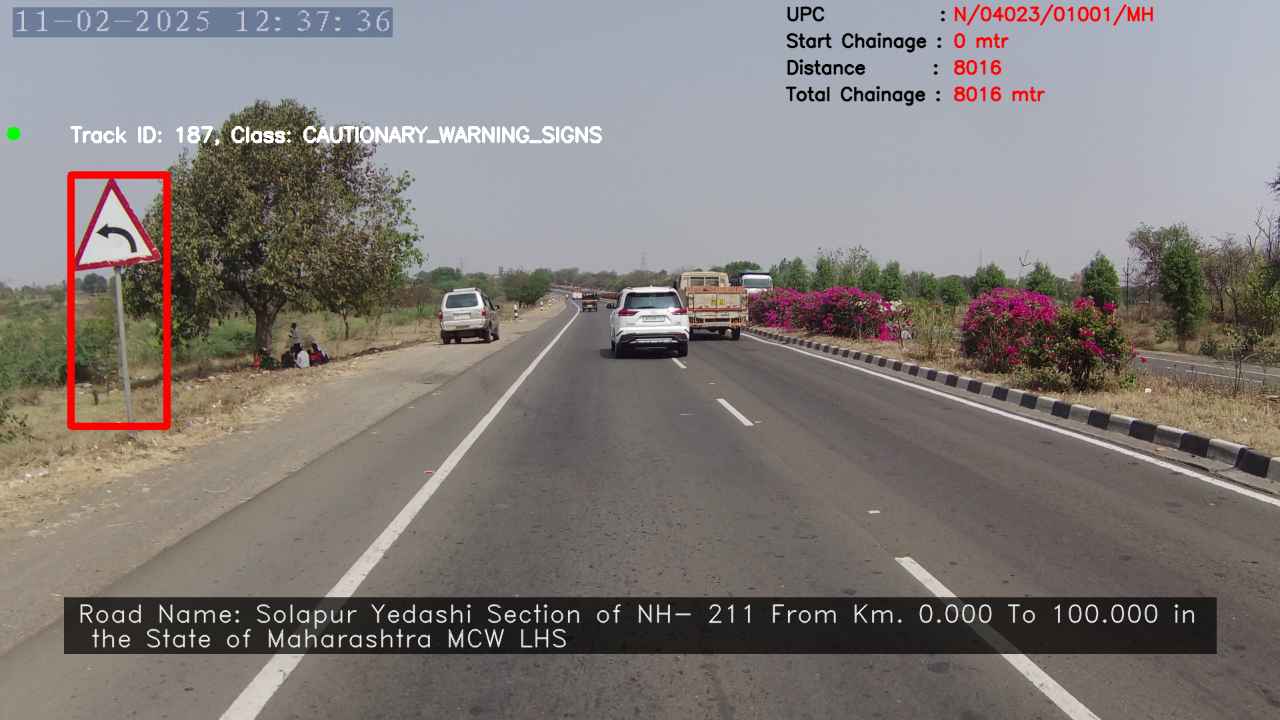 11-02-2025 12:37:36
UPC : N/04023/01001/MH
Start Chainage : 0 mtr
Distance : 8016
Total Chainage : 8016 mtr
Track ID: 187, Class: CAUTIONARY_WARNING_SIGNS
Road Name: Solapur Yedashi Section of NH- 211 From Km. 0.000 To 100.000 in
the State of Maharashtra MCW LHS